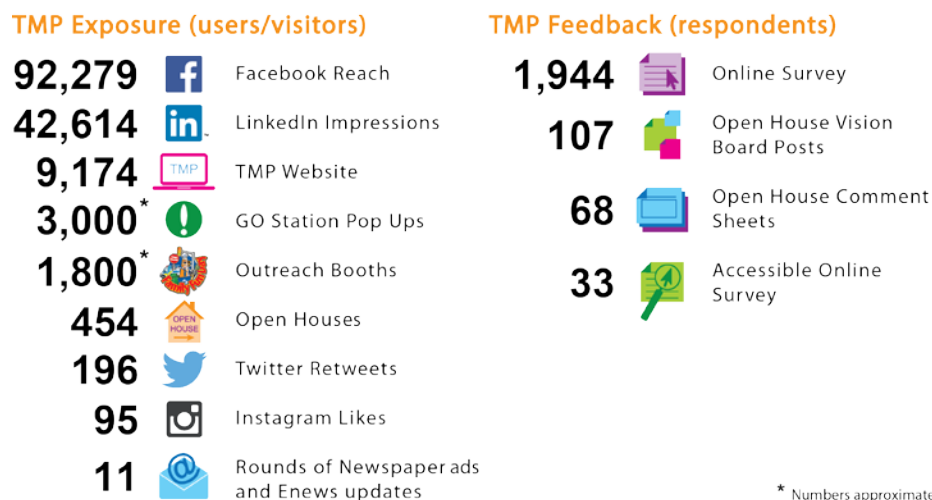 TMP Exposure (users/visitors)
92,279 Facebook Reach
42,614 in LinkedIn Impressions
9,174 TMP TMP Website
3,000* GO Station Pop Ups
1,800* Outreach Booths
454 OPEN HOUSE Open Houses
196 Twitter Retweets
95 Instagram Likes
11 Rounds of Newspaper ads
and Enews updates
TMP Feedback (respondents)
1,944 Online Survey
107 Open House Vision
Board Posts
68 Open House Comment
Sheets
33 Accessible Online
Survey
* Numbers approximate